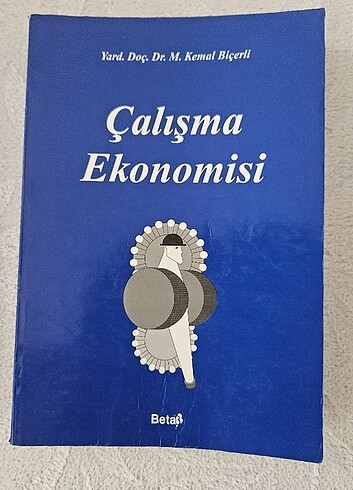 Yard. Doç. Dr. M. Kemal Biçerli
Çalışma
Ekonomisi
Beta